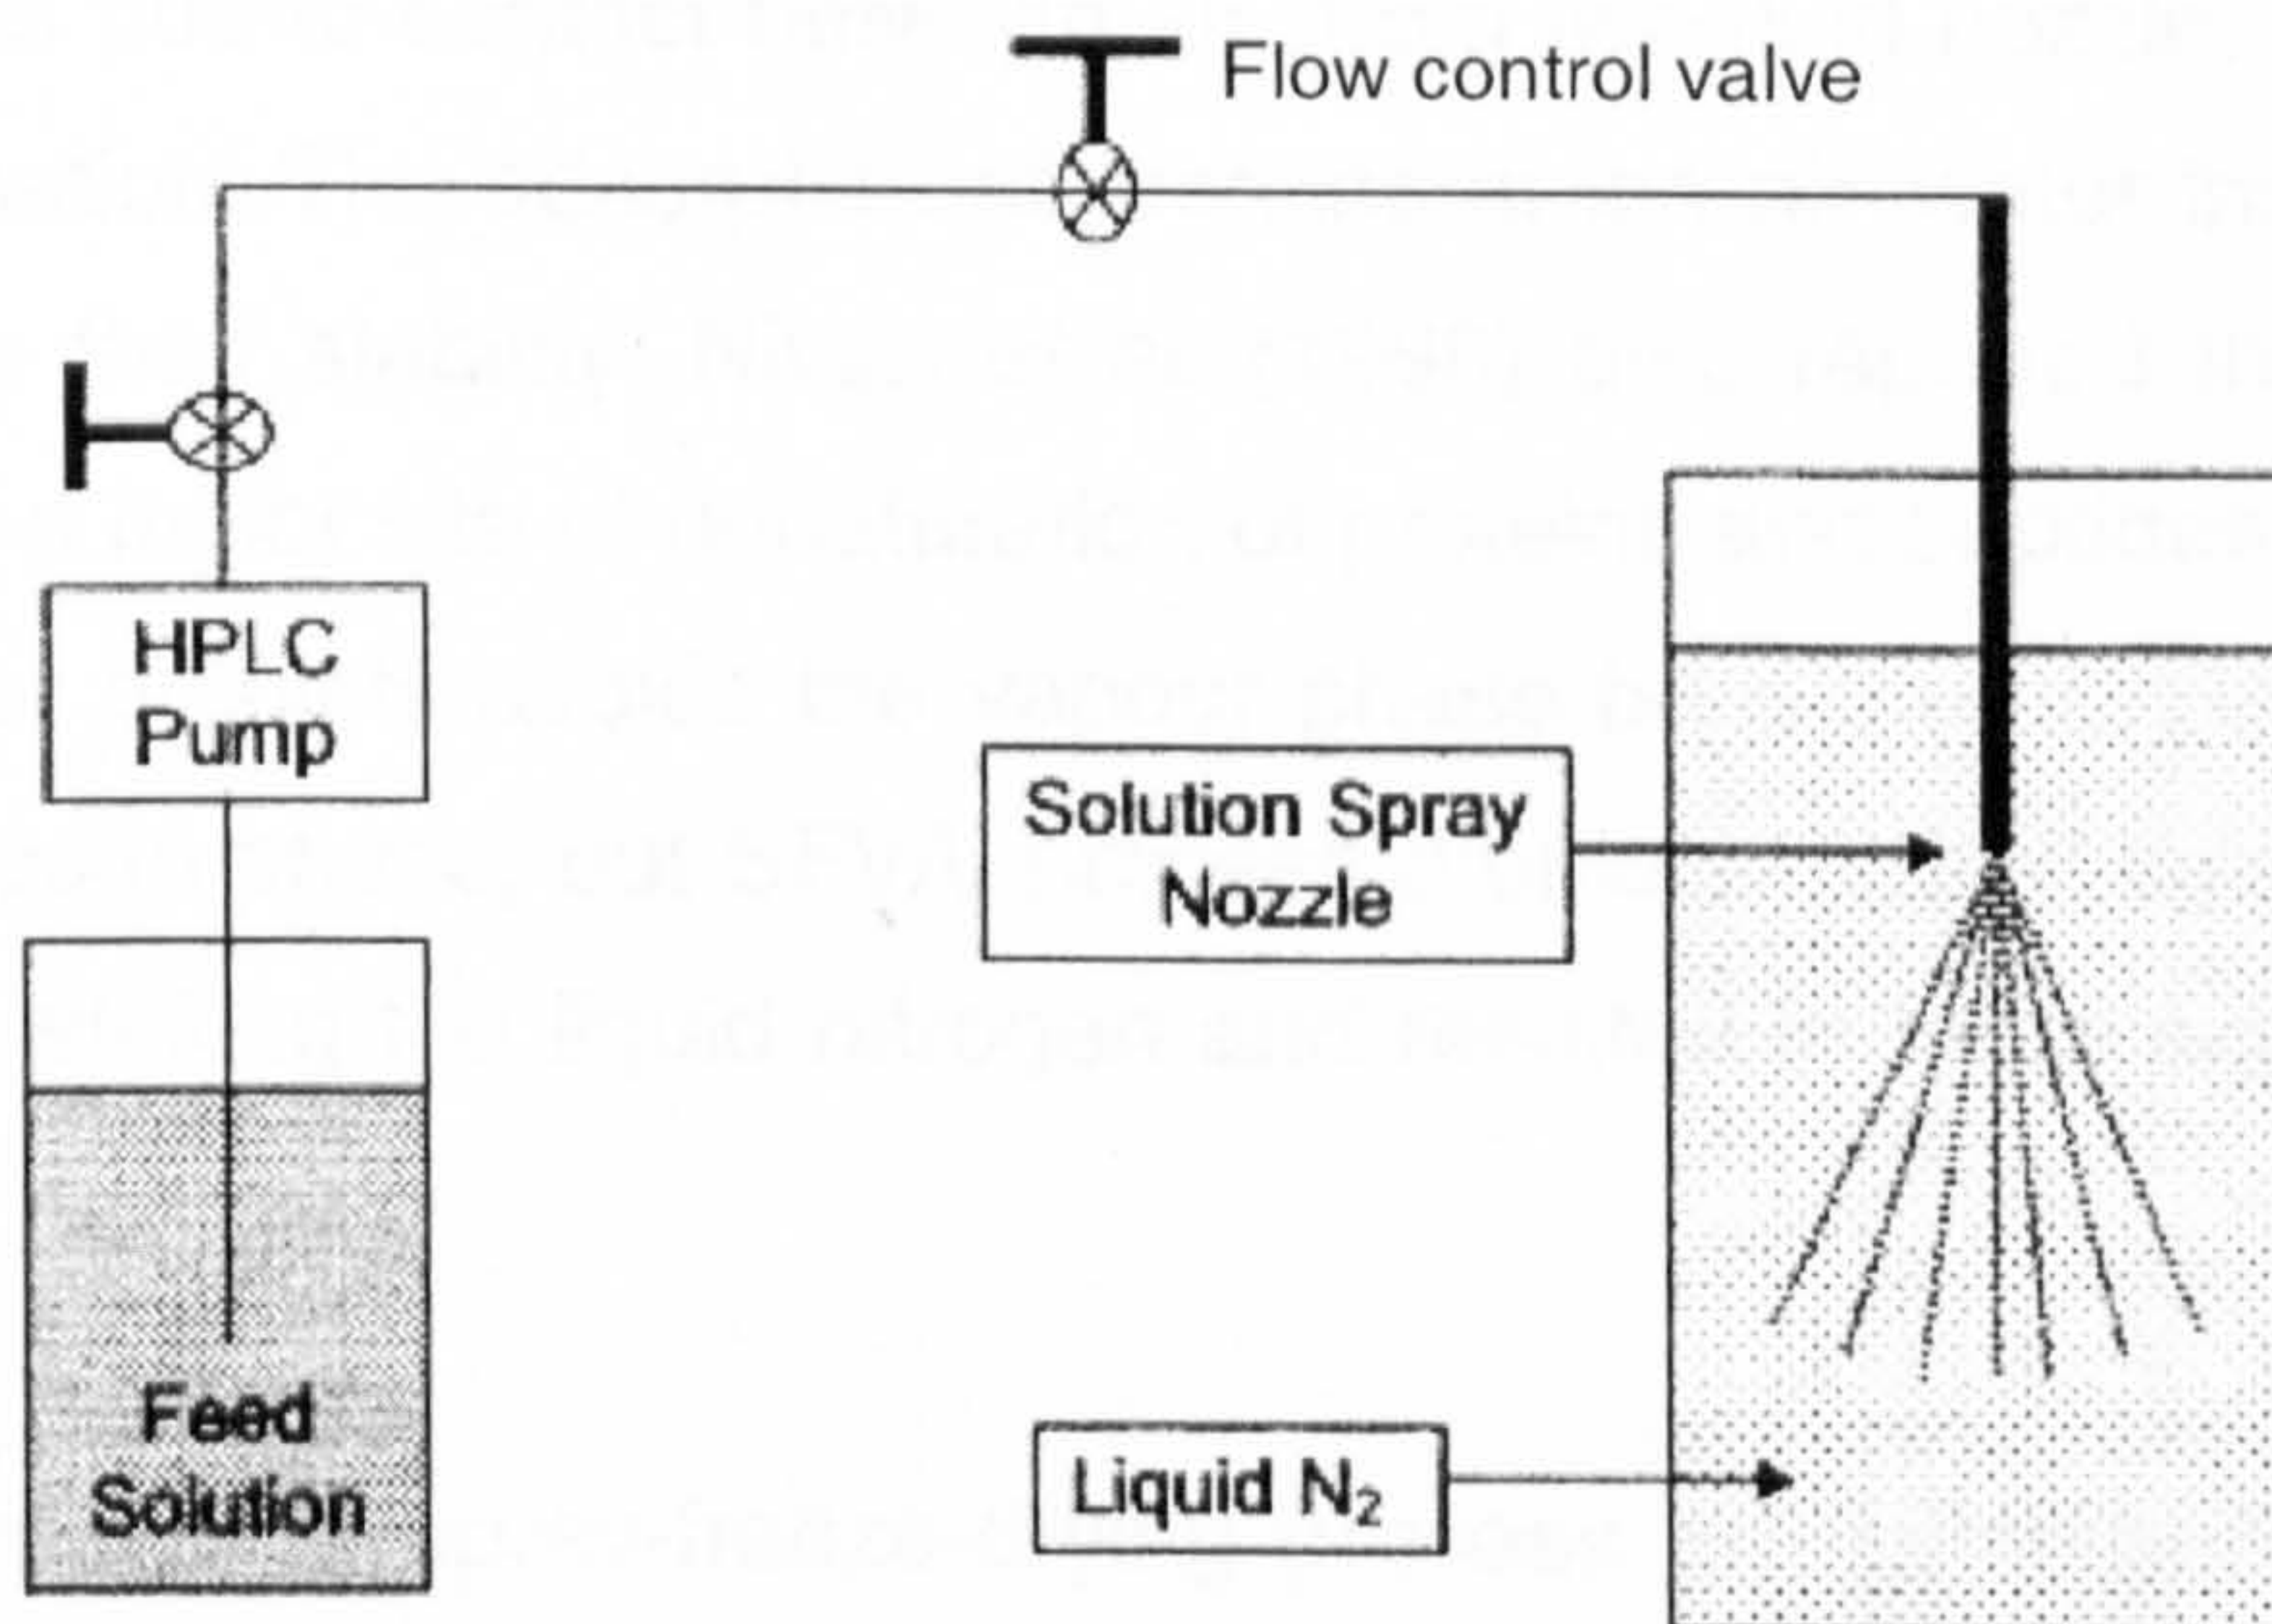 Flow control valve
HPLC
Pump
Solution Spray
Nozzle
Feed
Solution
Liquid N₂